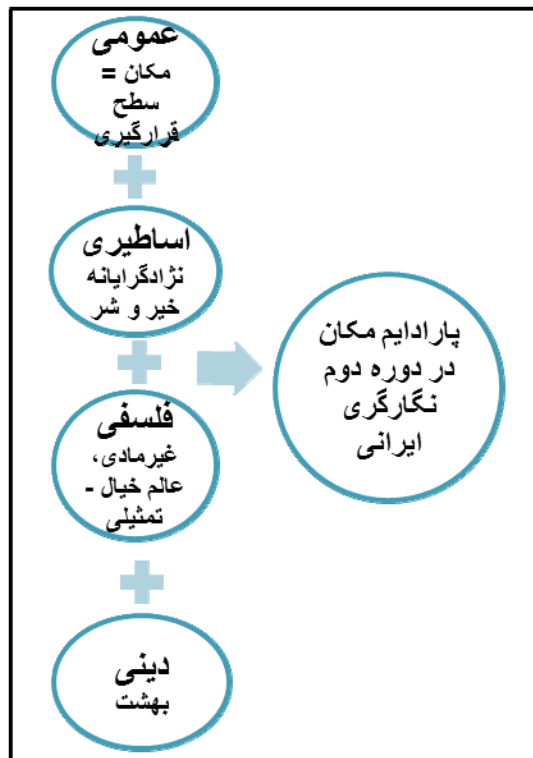 عمومی
مکان =
سطح
قرارگیری
اساطیری
نژادگرایانه
خیر و شر
فلسفی
غیرمادی،
عالم خیال -
تمثیلی
دینی
بهشت
پارادایم مکان
در دوره دوم
نگارگری
ایرانی